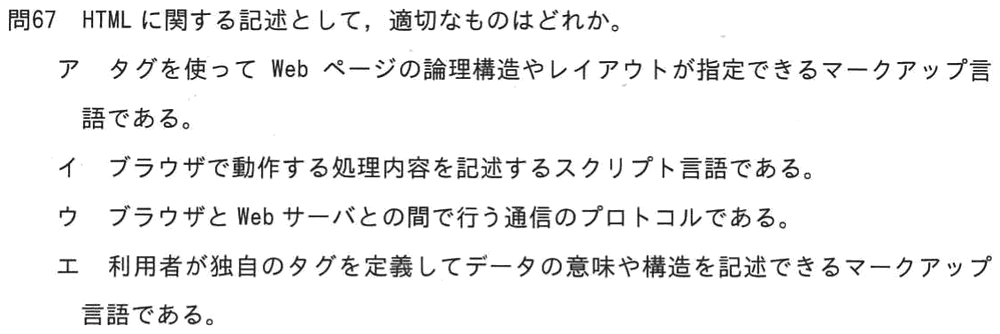 問67 HTML に関する記述として，適切なものはどれか。
ア タグを使って Web ページの論理構造やレイアウトが指定できるマークアップ言
語である。
イ ブラウザで動作する処理内容を記述するスクリプト言語である。
ウ ブラウザと Web サーバとの間で行う通信のプロトコルである。
エ 利用者が独自のタグを定義してデータの意味や構造を記述できるマークアップ
言語である。